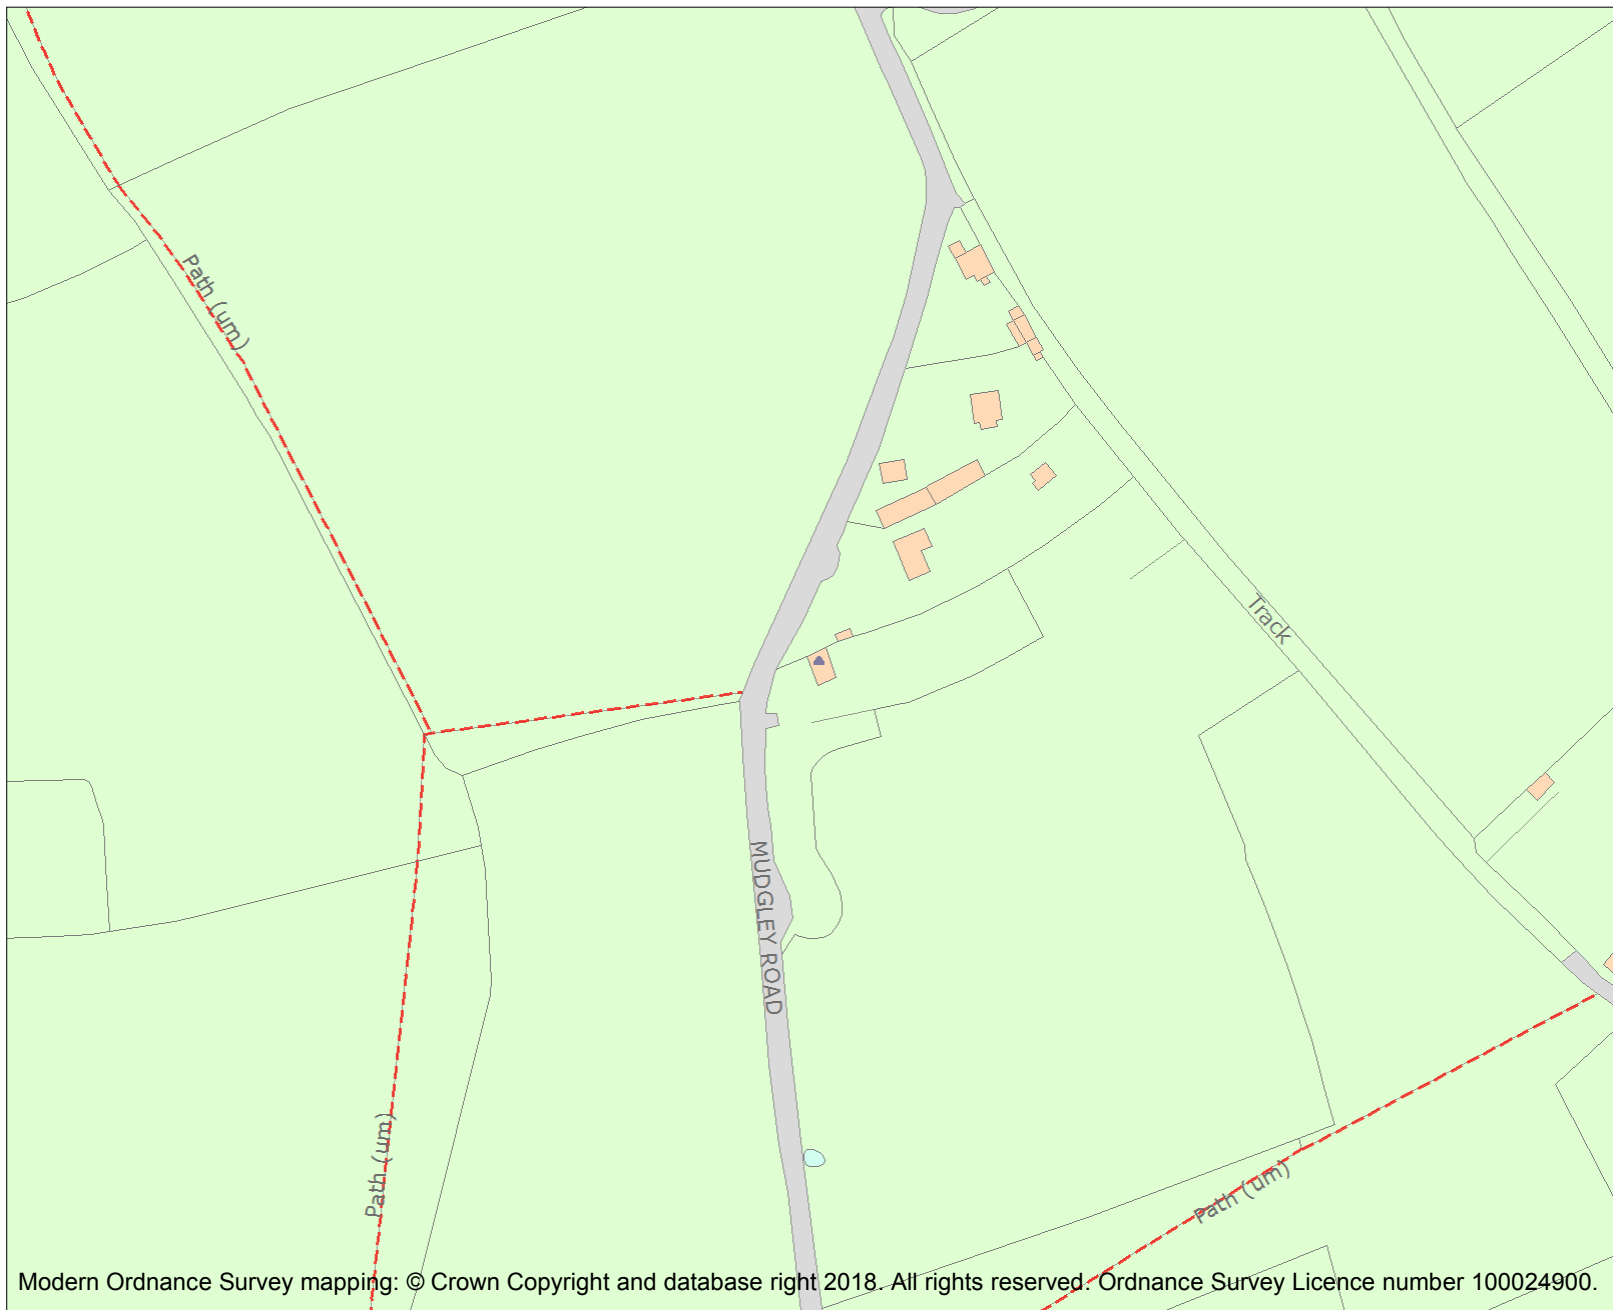 Path (um)
Track
MUDGLEY ROAD
Path (um)
Path (um)
Modern Ordnance Survey mapping: © Crown Copyright and database right 2018. All rights reserved. Ordnance Survey Licence number 100024900.